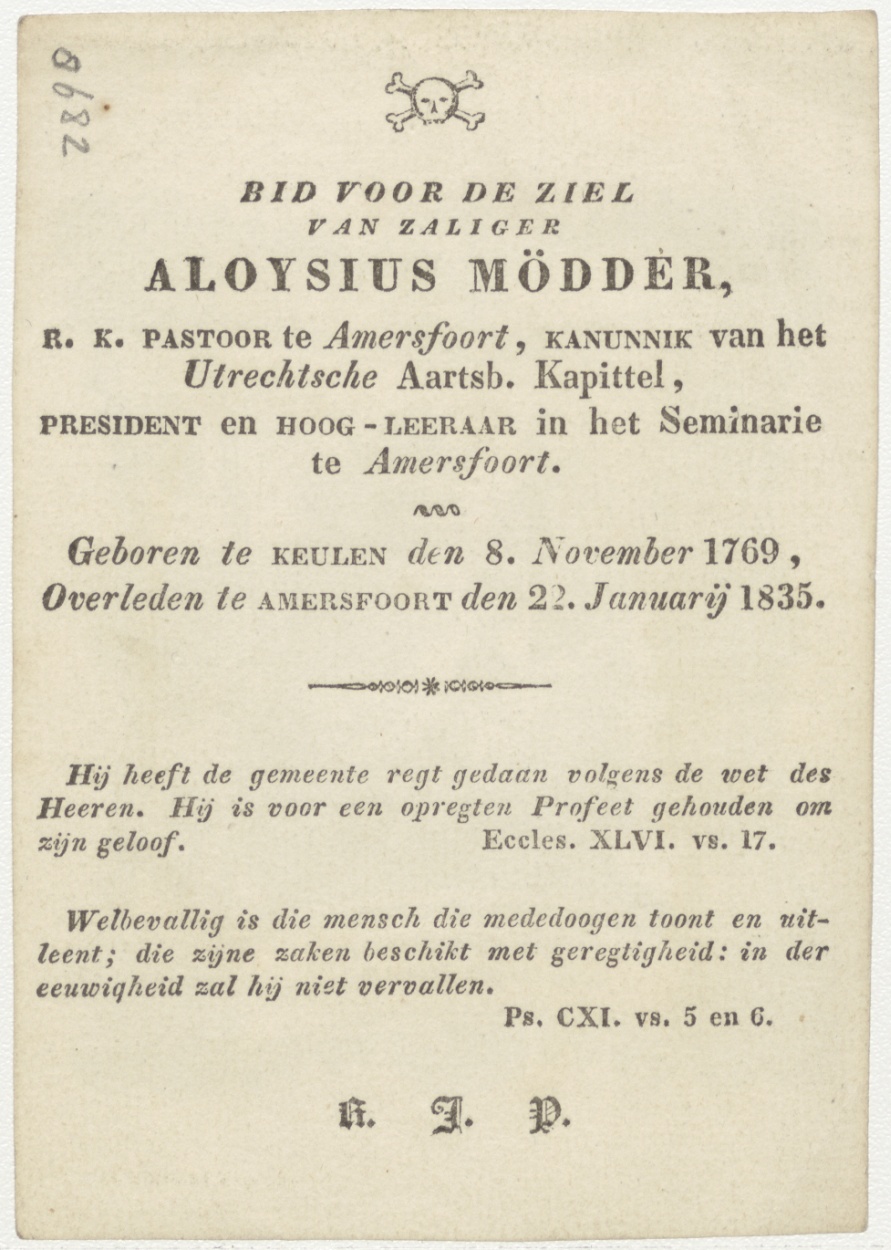 8682
BID VOOR DE ZIEL
VAN ZALIGER
ALOYSIUS MÖDDER,
R. K. PASTOOR te Amersfoort, KANUNNIK van het
Utrechtsche Aartsb. Kapittel,
PRESIDENT en HOOG-LEERAAR in het Seminarie
te Amersfoort.
Geboren te KEULEN den 8. November 1769,
Overleden te AMERSFOORT den 22. Januarij 1835.
Hij heeft de gemeente regt gedaan volgens de wet des
Heeren. Hij is voor een opregten Profeet gehouden om
zijn geloof. Eccles. XLVI. vs. 17.
Welbevallig is die mensch die mededoogen toont en uit-
leent; die zijne zaken beschikt met geregtigheid: in der
eeuwigheid zal hij niet vervallen.
Ps. CXI. vs. 5 en 6.
R. I. P.